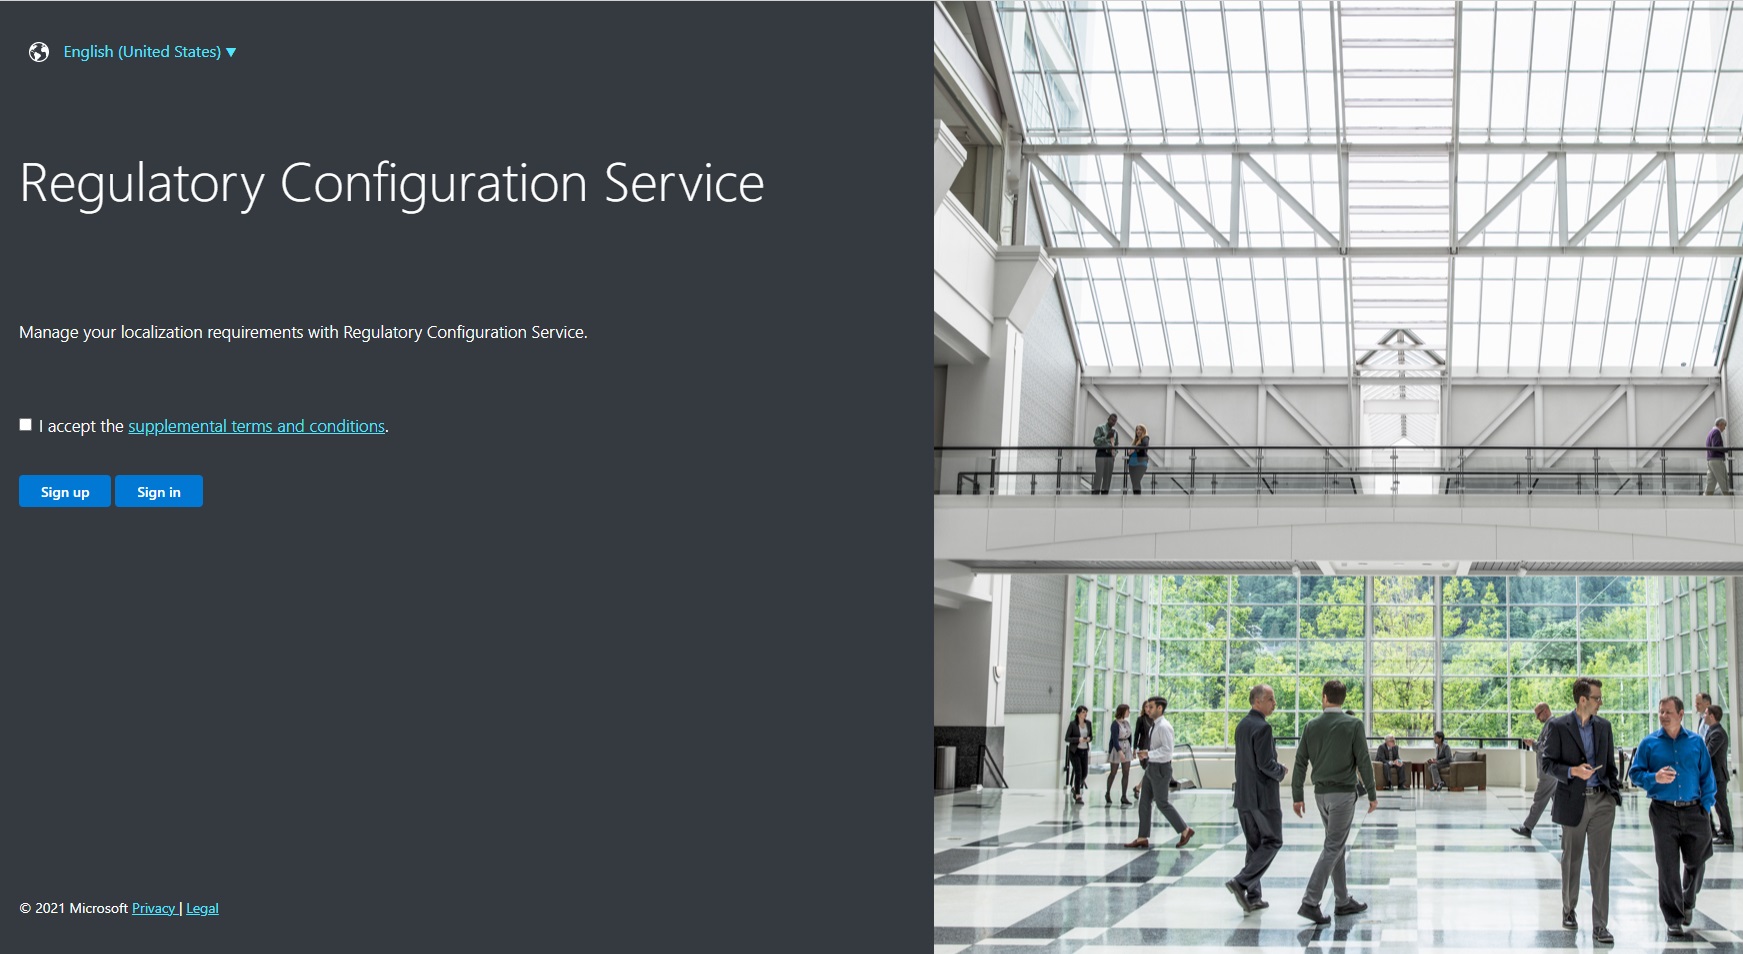 English (United States) ▼
Regulatory Configuration Service
Manage your localization requirements with Regulatory Configuration Service.
I accept the supplemental terms and conditions.
Sign up Sign in
© 2021 Microsoft Privacy | Legal